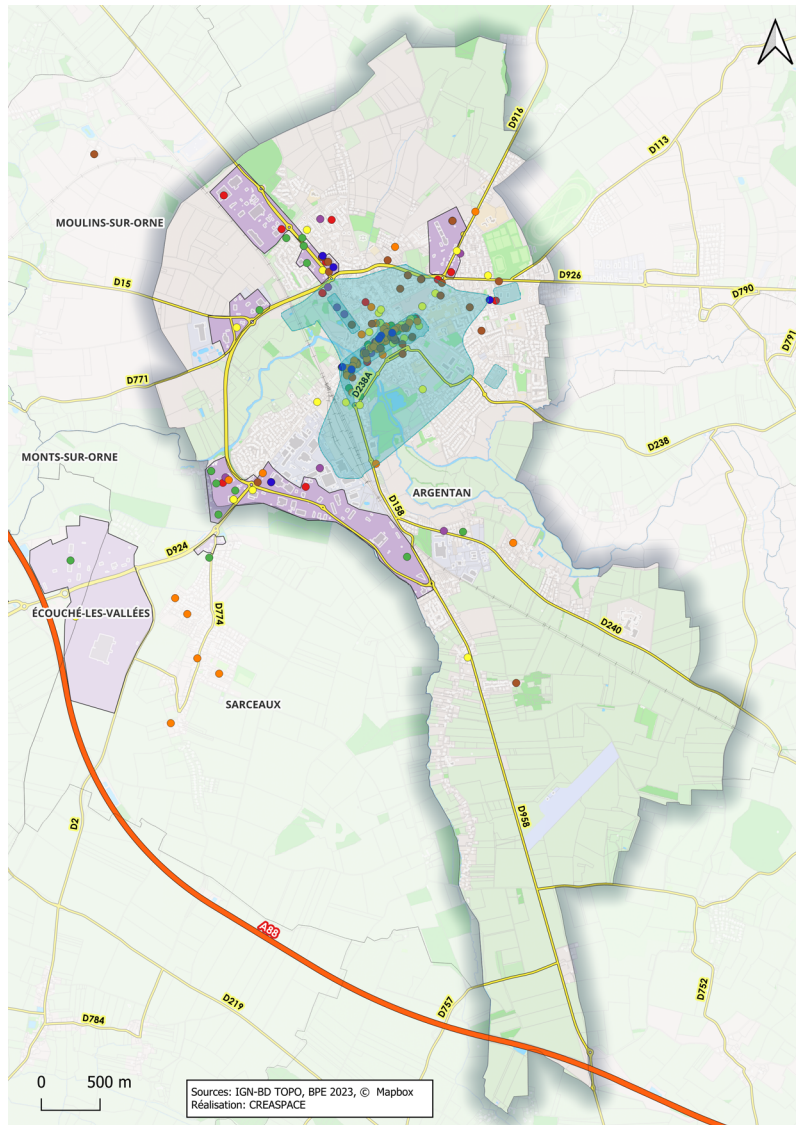 D916
D113
MOULINS-SUR-ORNE
D926
D15
D790
D791
D771
D238A
D238
MONTS-SUR-ORNE
ARGENTAN
D158
D924
ÉCOUCHÉ-LES-VALLÉES
D774
D240
SARCEAUX
D2
D958
A88
D219
D757
D752
D784
0 500 m
Sources: IGN-BD TOPO, BPE 2023, © Mapbox
Réalisation: CREASPACE